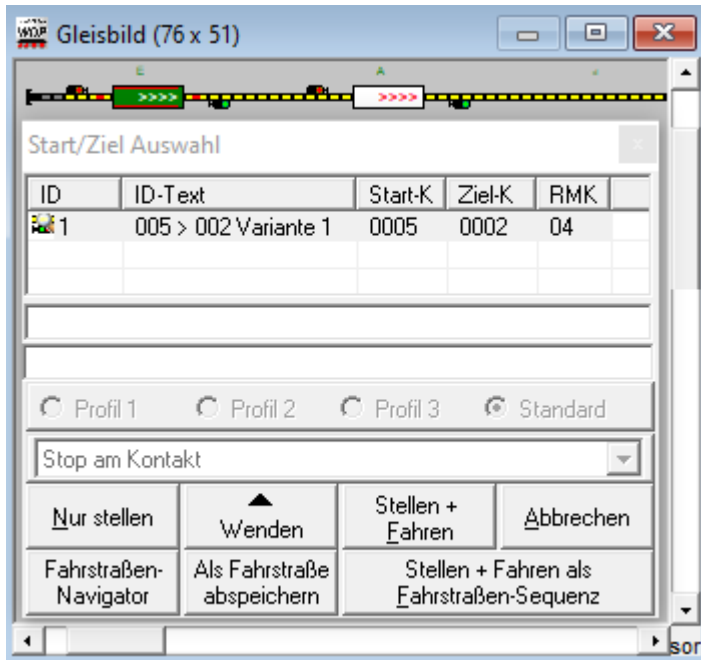 Gleisbild (76 x 51)
E A
>>>> >>>>
Start/Ziel Auswahl
ID ID-Text Start-K Ziel-K RMK
1 005 > 002 Variante 1 0005 0002 04
Profil 1 Profil 2 Profil 3 Standard
Stop am Kontakt
Nur stellen Wenden Stellen + Fahren Abbrechen
Fahrstraßen-Navigator Als Fahrstraße abspeichern Stellen + Fahren als Fahrstraßen-Sequenz